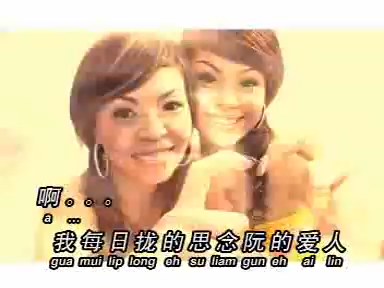 啊。。。
a ...
我每日拢的思念阮的爱人
gua mui lip long eh su liam gun eh ai lin